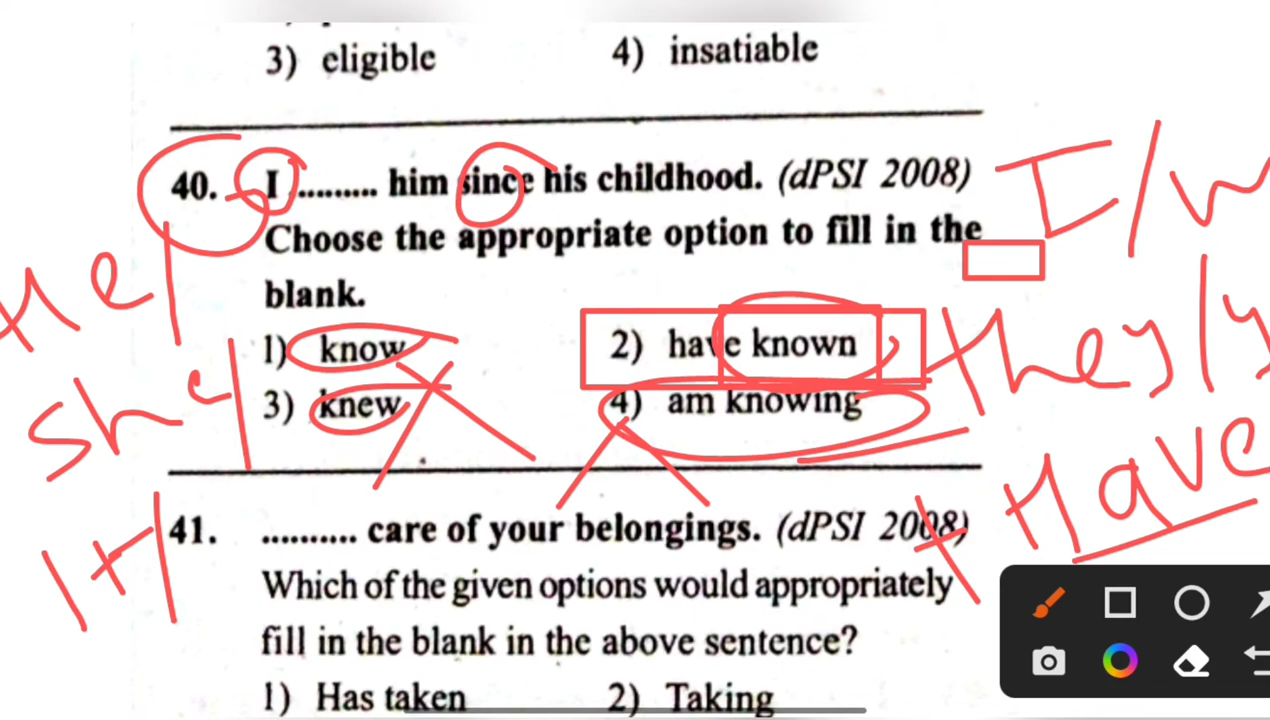 3) eligible 4) insatiable
40. I .......... him since his childhood. (dPSI 2008) I/
Choose the appropriate option to fill in the
blank.
He/
1) know 2) have known They/y
She/
3) knew 4) am knowing
+ Have
It/
41. .......... care of your belongings. (dPSI 2008)
Which of the given options would appropriately
fill in the blank in the above sentence?
1) Has taken 2) Taking